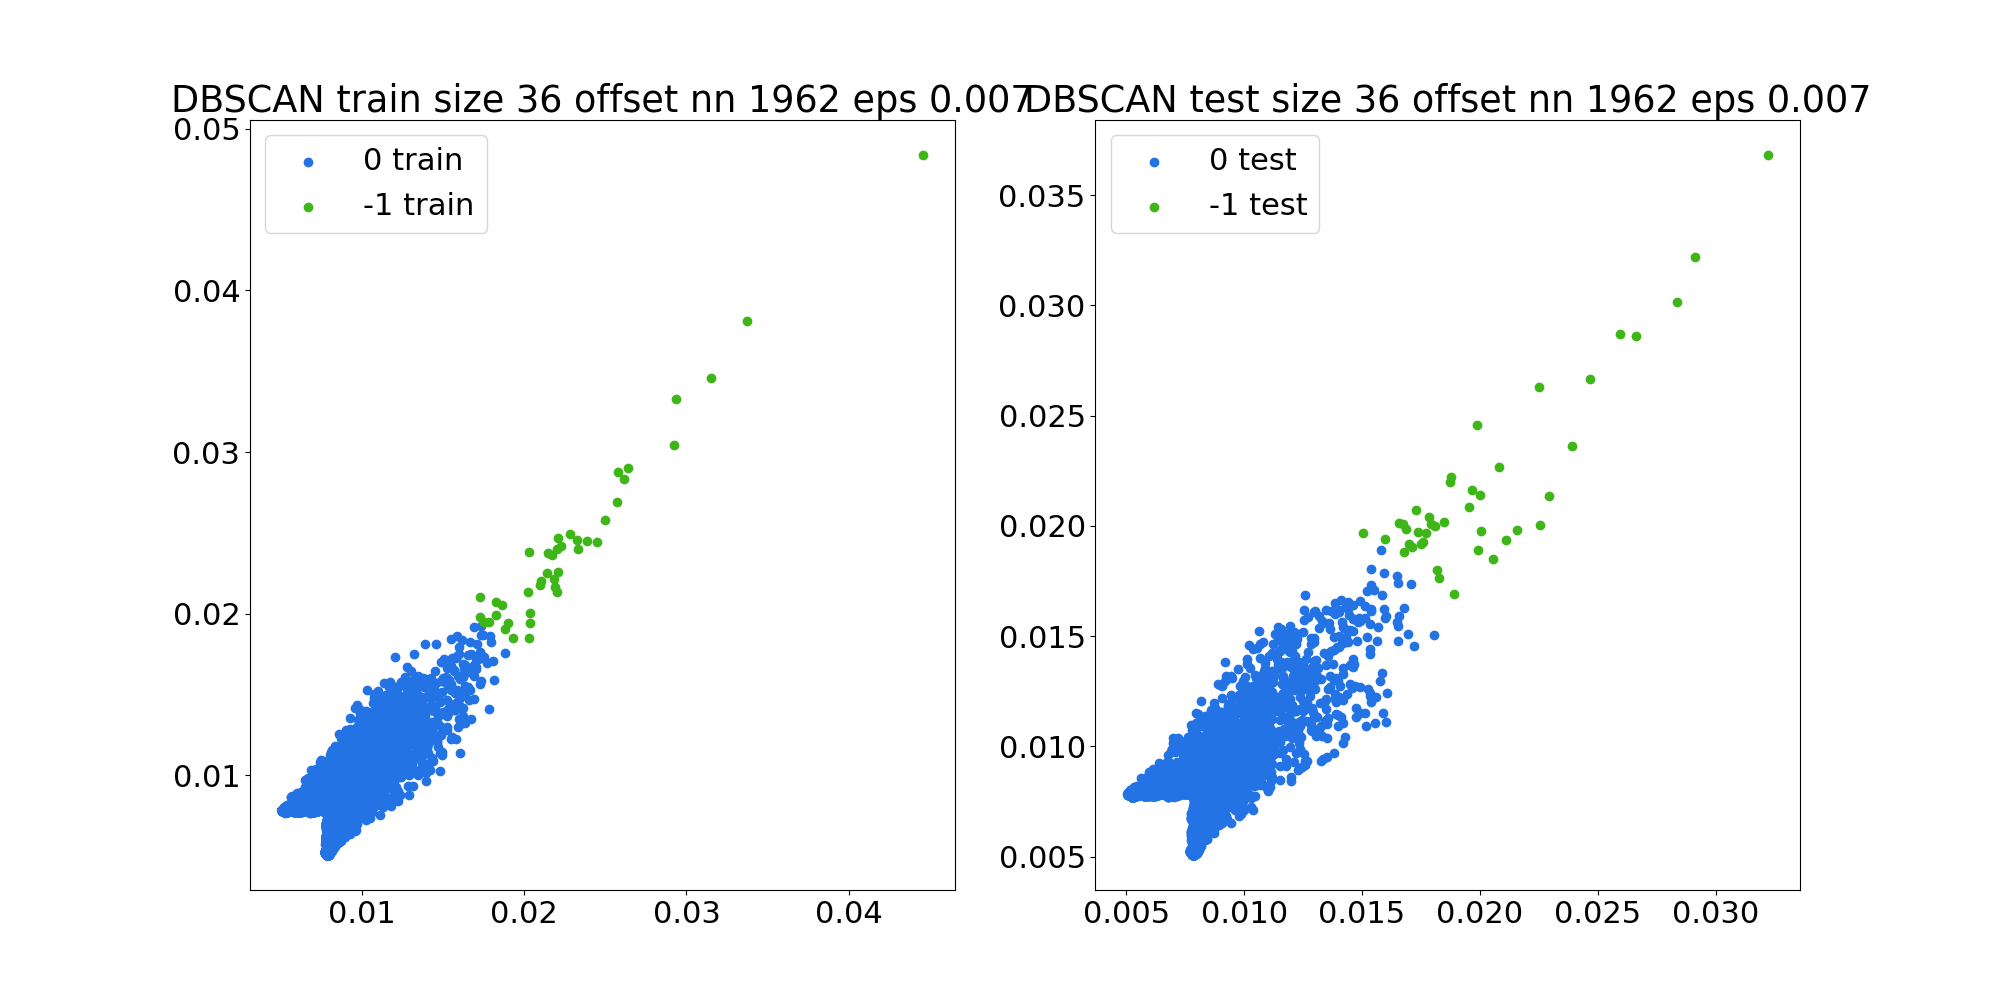 DBSCAN train size 36 offset nn 1962 eps 0.007
0 train
-1 train
0.05
0.04
0.03
0.02
0.01
0.01 0.02 0.03 0.04
DBSCAN test size 36 offset nn 1962 eps 0.007
0 test
-1 test
0.035
0.030
0.025
0.020
0.015
0.010
0.005
0.005 0.010 0.015 0.020 0.025 0.030